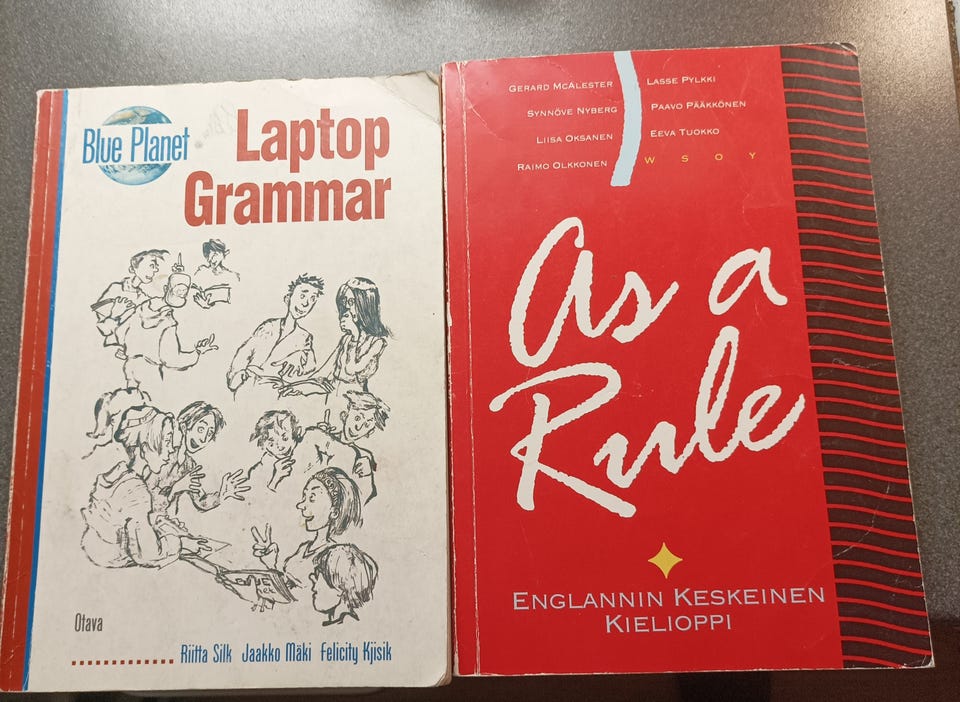 Blue Planet
Laptop
Grammar
Otava
Riitta Silk Jaakko Mäki Felicity Kjisik
GERARD MCALESTER
SYNNÖVE NYBERG
LIISA OKSANEN
RAIMO OLKKONEN
LASSE PYLKKI
PAAVO PÄÄKKÖNEN
EEVA TUOKKO
WSOY
As a
Rule
ENGLANNIN KESKEINEN
KIELIOPPI